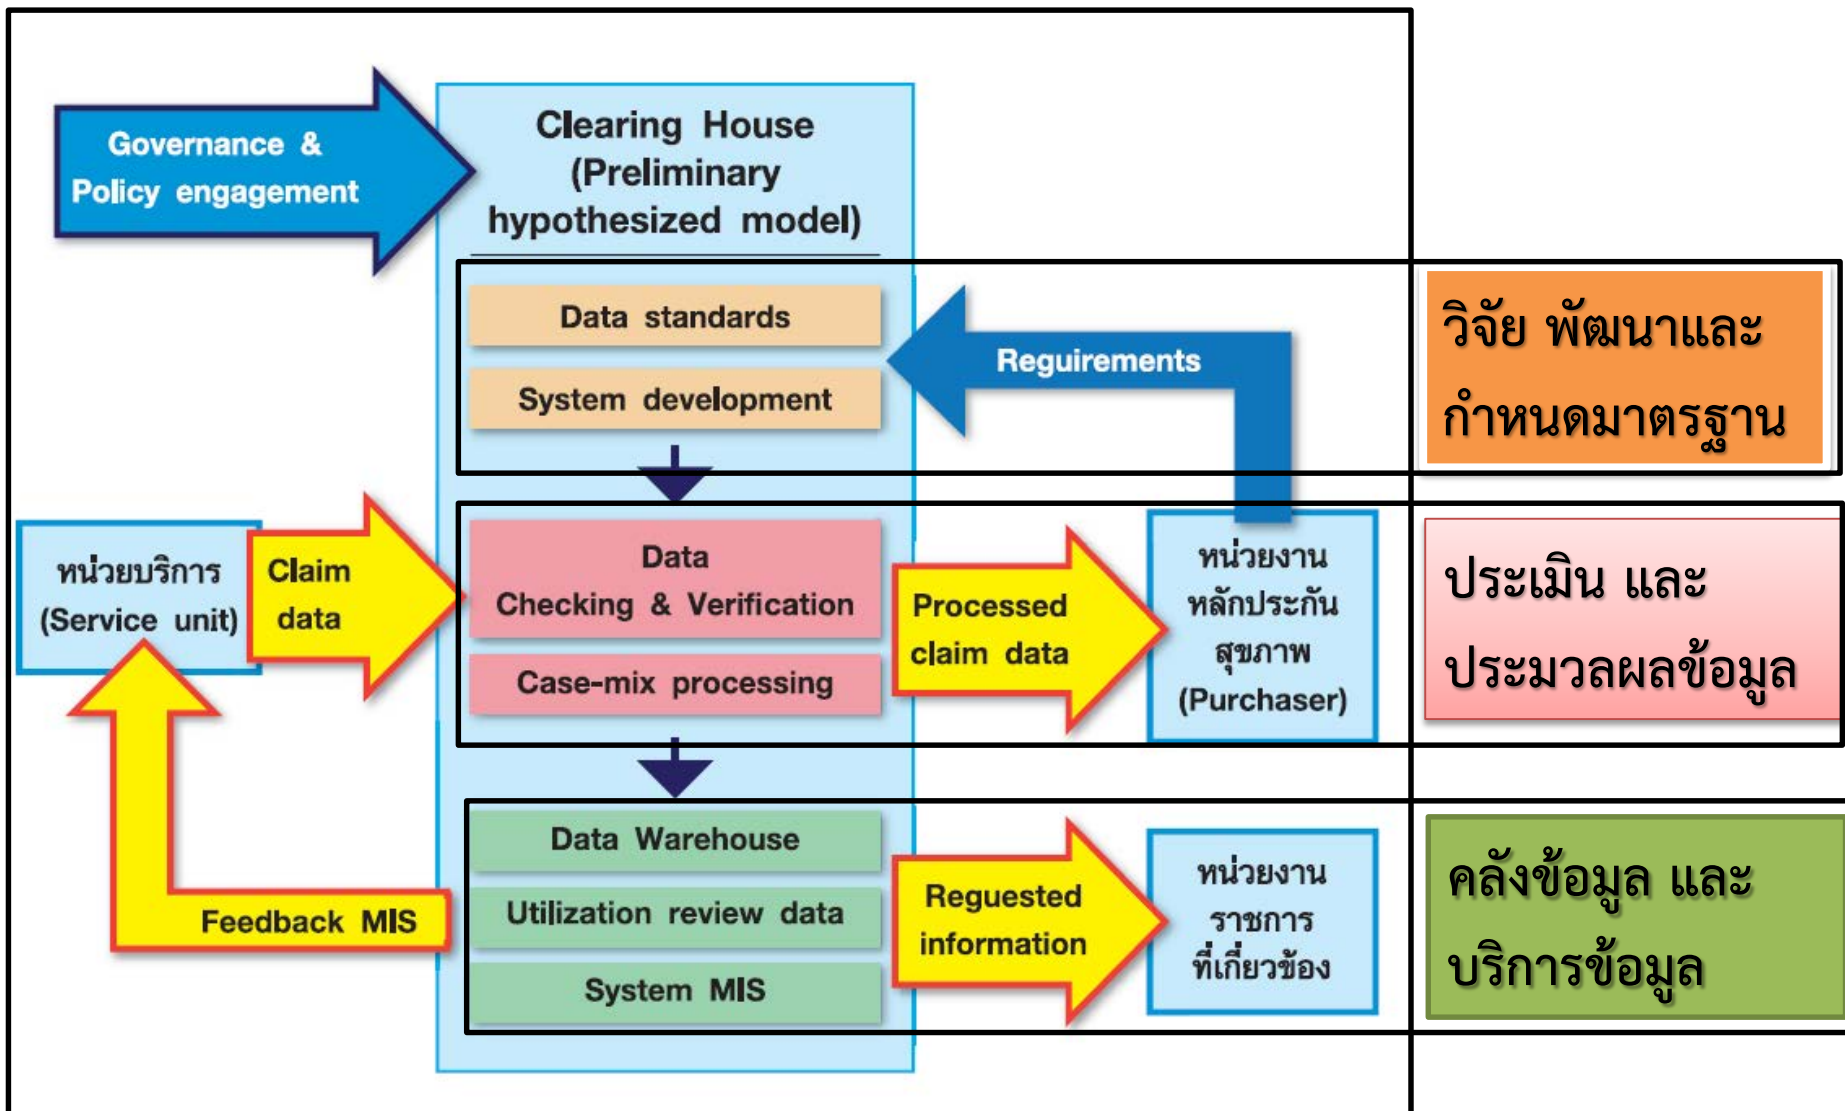 Governance &
Policy engagement
Clearing House
(Preliminary
hypothesized model)
Data standards
System development
Reguirements
วิจัย พัฒนาและ
กำหนดมาตรฐาน
หน่วยบริการ
(Service unit)
Claim
data
Data
Checking & Verification
Case-mix processing
Processed
claim data
หน่วยงาน
หลักประกัน
สุขภาพ
(Purchaser)
ประเมิน และ
ประมวลผลข้อมูล
Feedback MIS
Data Warehouse
Utilization review data
System MIS
Reguested
information
หน่วยงาน
ราชการ
ที่เกี่ยวข้อง
คลังข้อมูล และ
บริการข้อมูล